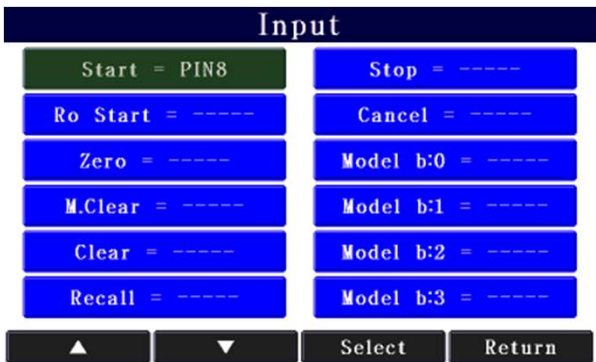 Input
Start = PIN8
Stop = -----
Ro Start = -----
Cancel = -----
Zero = -----
Model b:0 = -----
M.Clear = -----
Model b:1 = -----
Clear = -----
Model b:2 = -----
Recall = -----
Model b:3 = -----
▲ ▼ Select Return